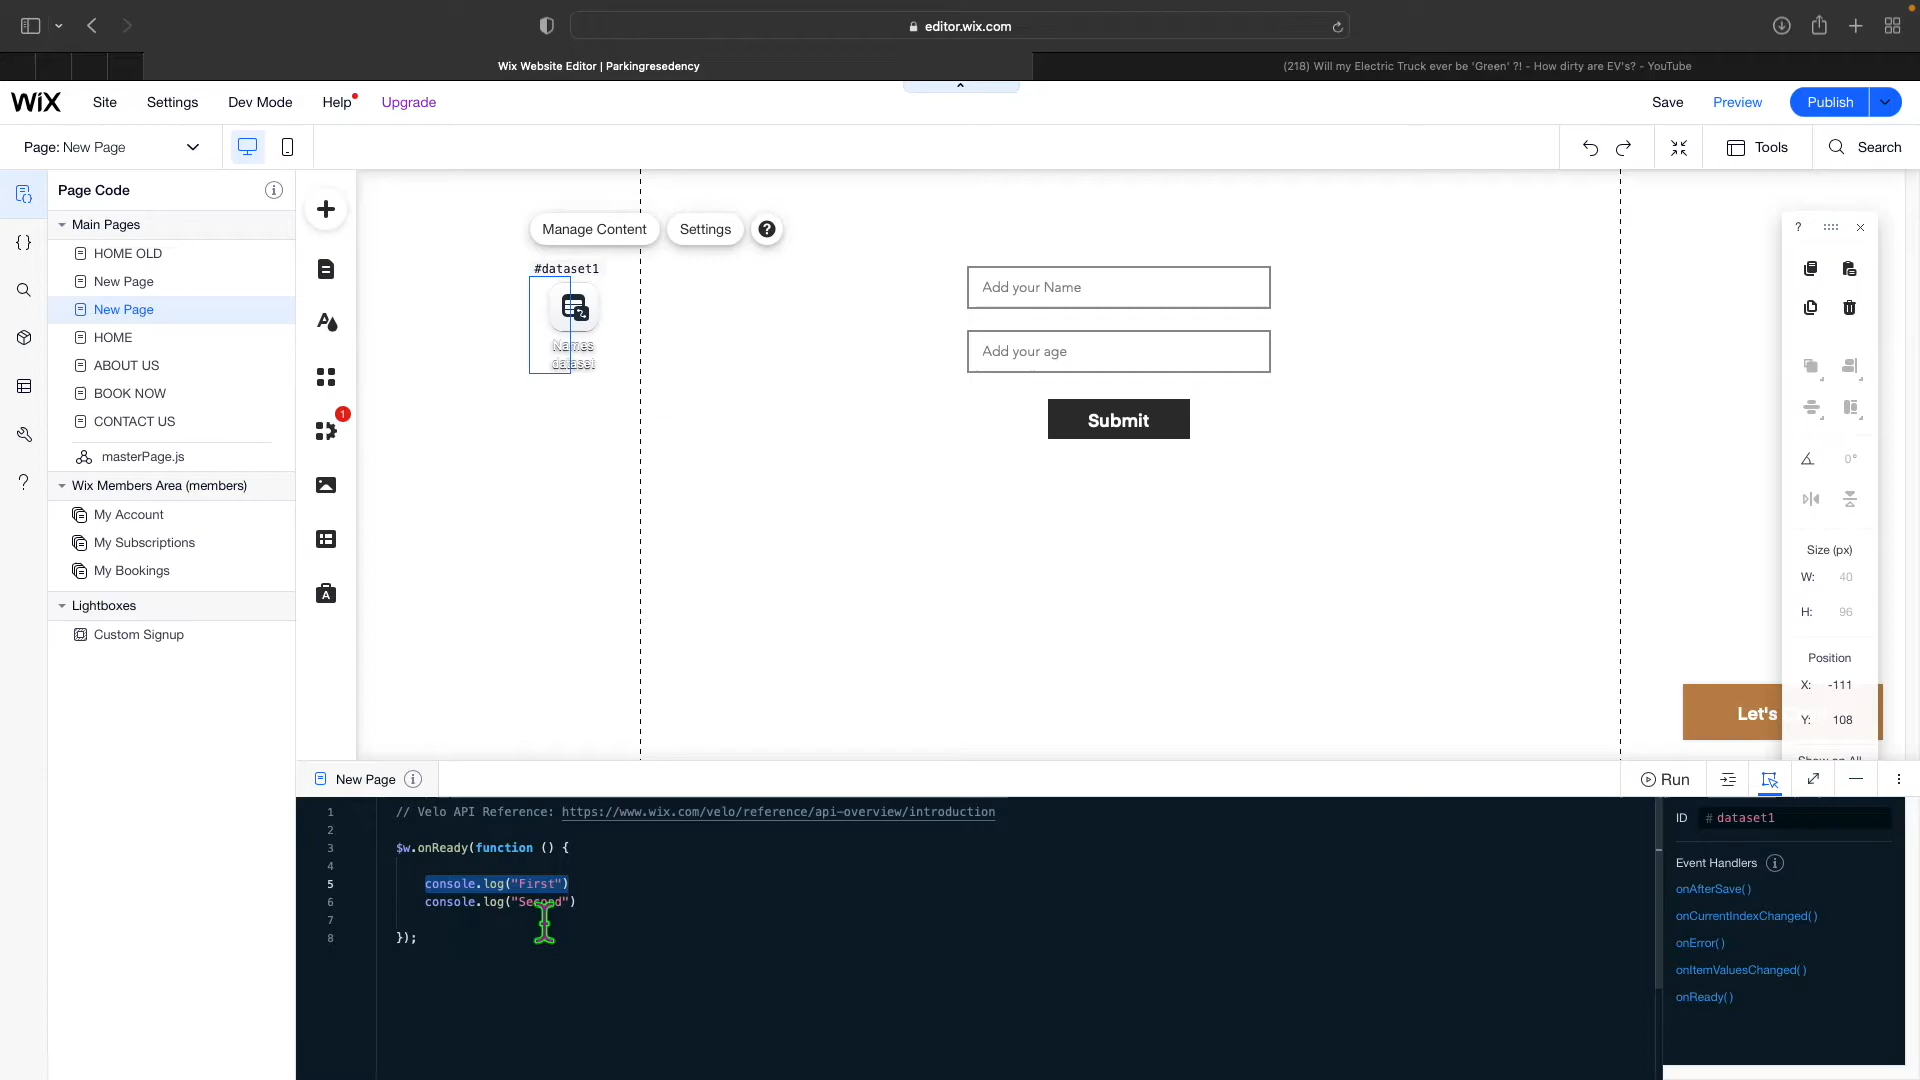 editor.wix.com
Wix Website Editor | Parkingresedency
(218) Will my Electric Truck ever be 'Green' ?! - How dirty are EV's? - YouTube
WiX
Site
Settings
Dev Mode
Help
Upgrade
Save
Preview
Publish
Page: New Page
Tools
Search
Page Code
Main Pages
HOME OLD
New Page
New Page
HOME
ABOUT US
BOOK NOW
CONTACT US
masterPage.js
Wix Members Area (members)
My Account
My Subscriptions
My Bookings
Lightboxes
Custom Signup
1
A
Manage Content
Settings
?
#dataset1
Names
dataset
Add your Name
Add your age
Submit
Let's
?
0°
Size (px)
W: 40
H: 96
Position
X: -111
Y: 108
New Page
Run
1 // Velo API Reference: https://www.wix.com/velo/reference/api-overview/introduction
2
3 $w.onReady(function () {
4
5 console.log("First")
6 console.log("Second")
7
8 });
ID # dataset1
Event Handlers
onAfterSave()
onCurrentIndexChanged()
onError()
onItemValuesChanged()
onReady()